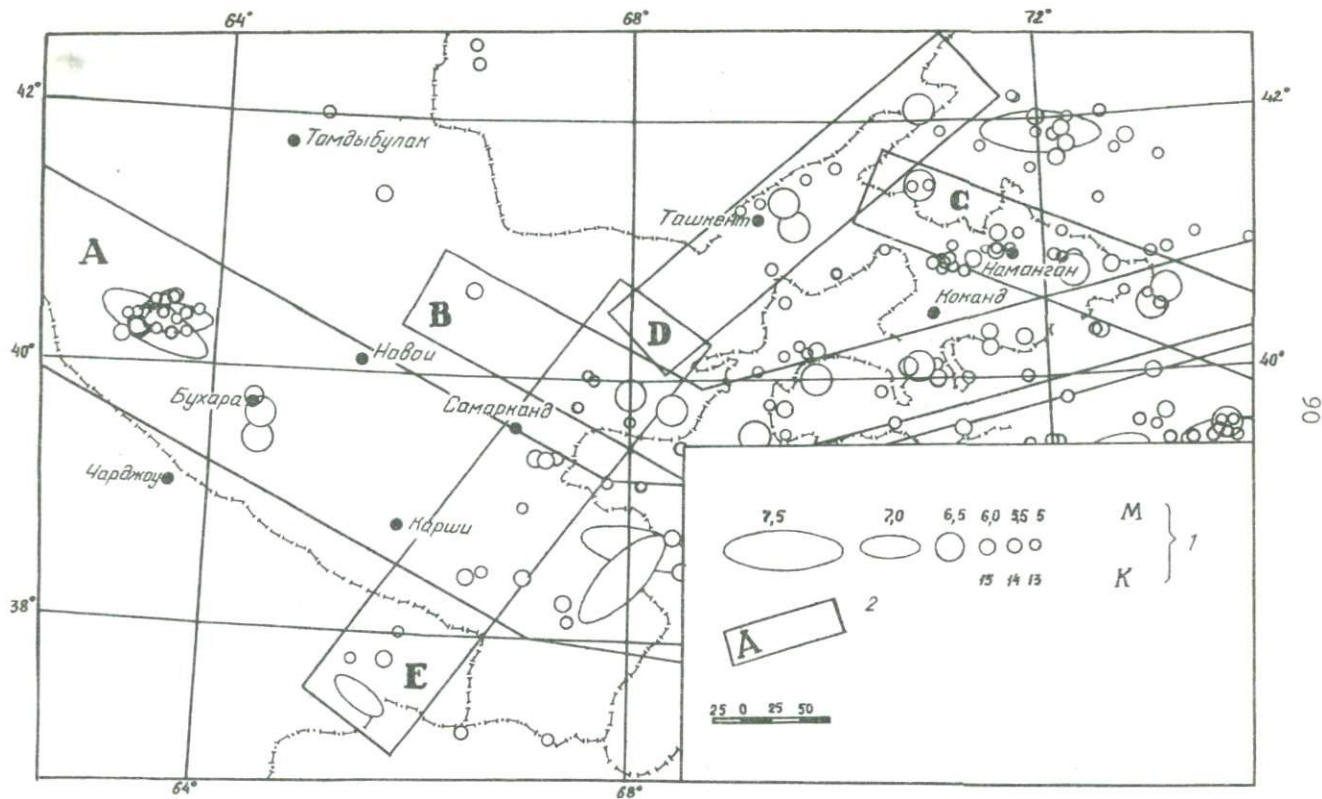 64° 68° 72°
42° 42°
Тамдыбулак
Ташкент
C
A
Наманган
B
Коканд
D
Навои
40° 40°
Бухара
Самарканд
90
Чарджоу
Карши
7,5 7,0 6,5 6,0 5,5 5 M
1
15 14 13 K
2
A
38°
E
25 0 25 50
64° 68°